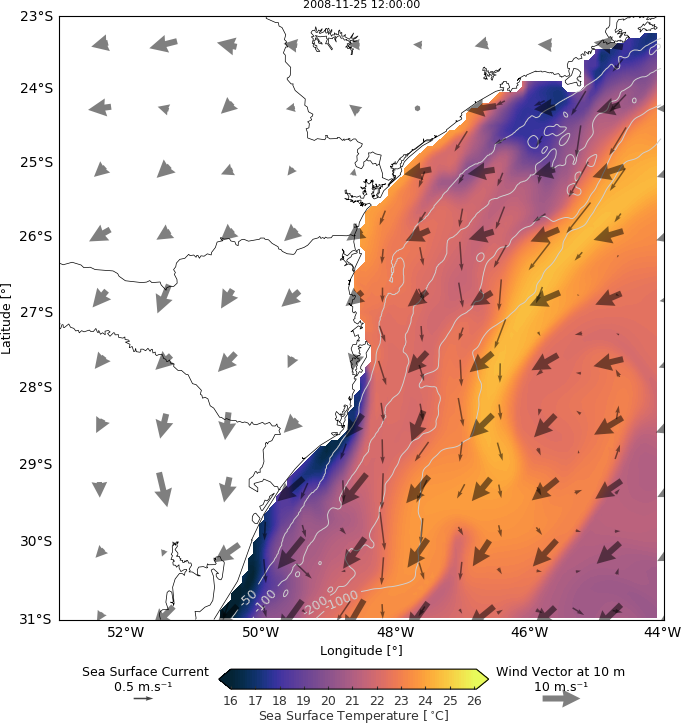 2008-11-25 12:00:00
23°S
24°S
25°S
26°S
27°S
28°S
29°S
30°S
31°S
Latitude [°]
-50
-100
-200
-1000
52°W
50°W
48°W
46°W
44°W
Longitude [°]
Sea Surface Current
0.5 m.s⁻¹
16 17 18 19 20 21 22 23 24 25 26
Sea Surface Temperature [°C]
Wind Vector at 10 m
10 m.s⁻¹